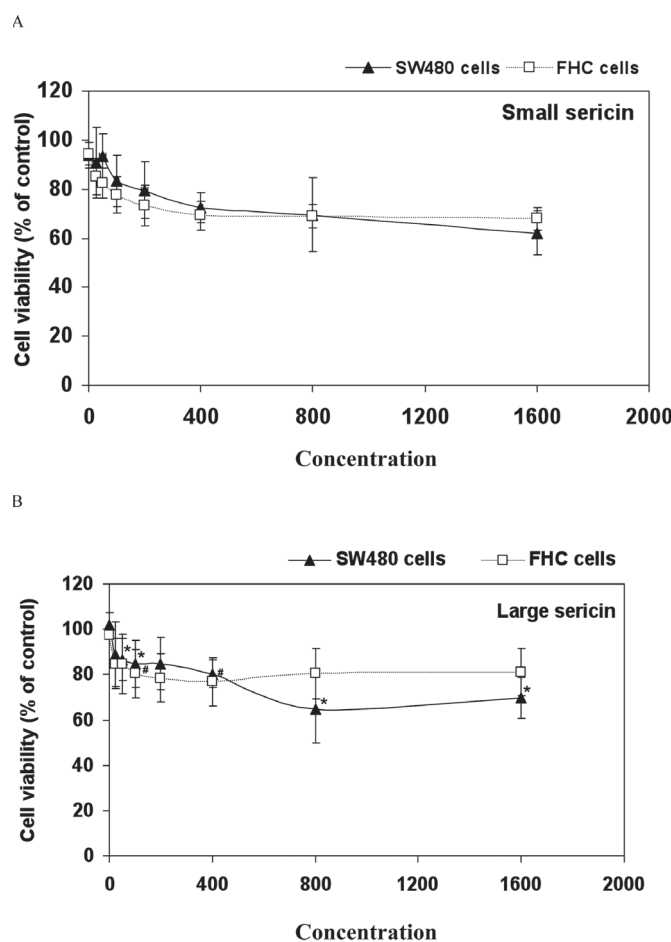 A
SW480 cells FHC cells
Small sericin
Cell viability (% of control)
120
100
80
60
40
20
0
0 400 800 1200 1600 2000
Concentration
B
SW480 cells FHC cells
Large sericin
Cell viability (% of control)
120
100
80
60
40
20
0
* * # # * *
0 400 800 1200 1600 2000
Concentration